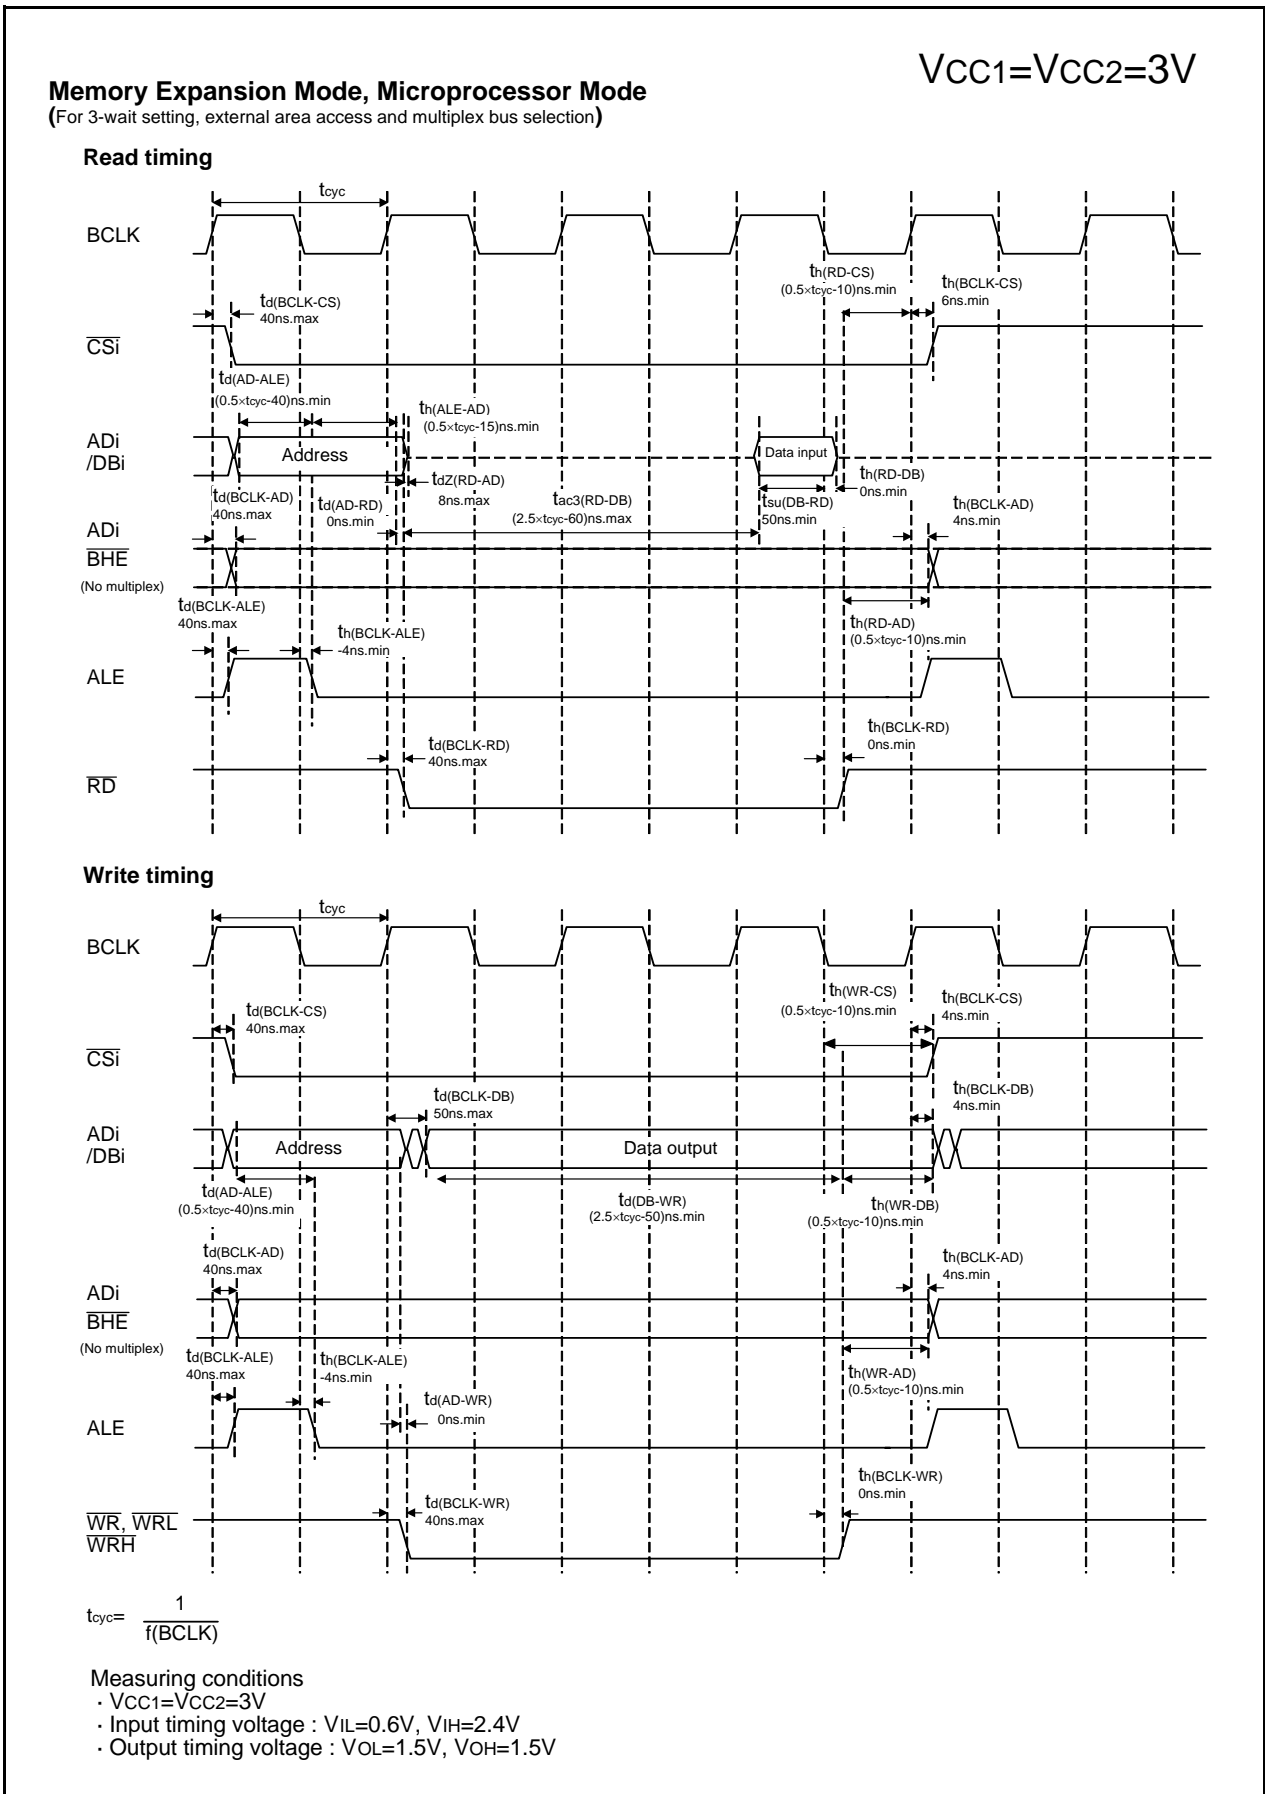 VCC1=VCC2=3V
Memory Expansion Mode, Microprocessor Mode
(For 3-wait setting, external area access and multiplex bus selection)
Read timing
tcyc
BCLK
th(RD-CS)
(0.5×tcyc-10)ns.min
th(BCLK-CS)
6ns.min
td(BCLK-CS)
40ns.max
CSi
td(AD-ALE)
(0.5×tcyc-40)ns.min
th(ALE-AD)
(0.5×tcyc-15)ns.min
ADi
/DBi
Address
Data input
tdZ(RD-AD)
8ns.max
th(RD-DB)
0ns.min
td(BCLK-AD)
40ns.max
td(AD-RD)
0ns.min
tac3(RD-DB)
(2.5×tcyc-60)ns.max
tsu(DB-RD)
50ns.min
th(BCLK-AD)
4ns.min
ADi
BHE
(No multiplex)
td(BCLK-ALE)
40ns.max
th(BCLK-ALE)
-4ns.min
th(RD-AD)
(0.5×tcyc-10)ns.min
ALE
td(BCLK-RD)
40ns.max
th(BCLK-RD)
0ns.min
RD
Write timing
tcyc
BCLK
th(WR-CS)
(0.5×tcyc-10)ns.min
th(BCLK-CS)
4ns.min
td(BCLK-CS)
40ns.max
CSi
td(BCLK-DB)
50ns.max
th(BCLK-DB)
4ns.min
ADi
/DBi
Address
Data output
td(AD-ALE)
(0.5×tcyc-40)ns.min
td(DB-WR)
(2.5×tcyc-50)ns.min
th(WR-DB)
(0.5×tcyc-10)ns.min
td(BCLK-AD)
40ns.max
th(BCLK-AD)
4ns.min
ADi
BHE
(No multiplex)
td(BCLK-ALE)
40ns.max
th(BCLK-ALE)
-4ns.min
td(AD-WR)
0ns.min
th(WR-AD)
(0.5×tcyc-10)ns.min
ALE
td(BCLK-WR)
40ns.max
th(BCLK-WR)
0ns.min
WR, WRL
WRH
tcyc= 1
f(BCLK)
Measuring conditions
· VCC1=VCC2=3V
· Input timing voltage : VIL=0.6V, VIH=2.4V
· Output timing voltage : VOL=1.5V, VOH=1.5V